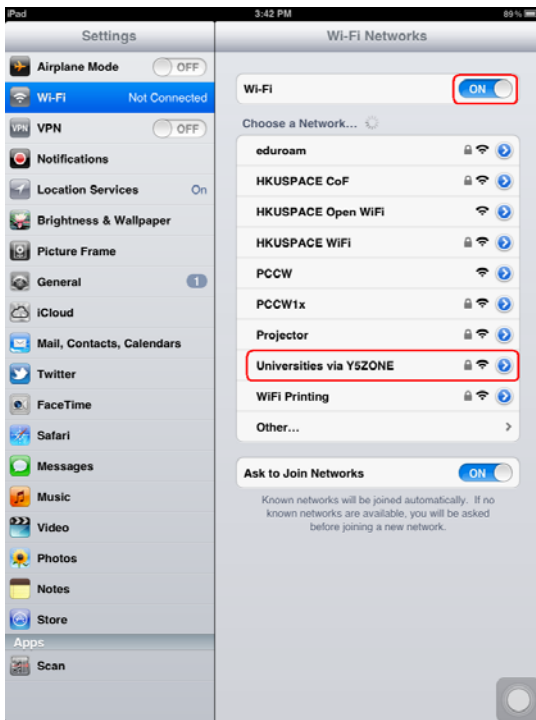 iPad 3:42 PM 89%
Settings
Wi-Fi Networks
Airplane Mode OFF
Wi-Fi Not Connected
VPN VPN OFF
Notifications
Location Services On
Brightness & Wallpaper
Picture Frame
General 1
iCloud
Mail, Contacts, Calendars
Twitter
FaceTime
Safari
Messages
Music
Video
Photos
Notes
Store
Apps
Scan
Wi-Fi ON
Choose a Network...
eduroam
HKUSPACE CoF
HKUSPACE Open WiFi
HKUSPACE WiFi
PCCW
PCCW1x
Projector
Universities via Y5ZONE
WiFi Printing
Other...
Ask to Join Networks ON
Known networks will be joined automatically. If no
known networks are available, you will be asked
before joining a new network.